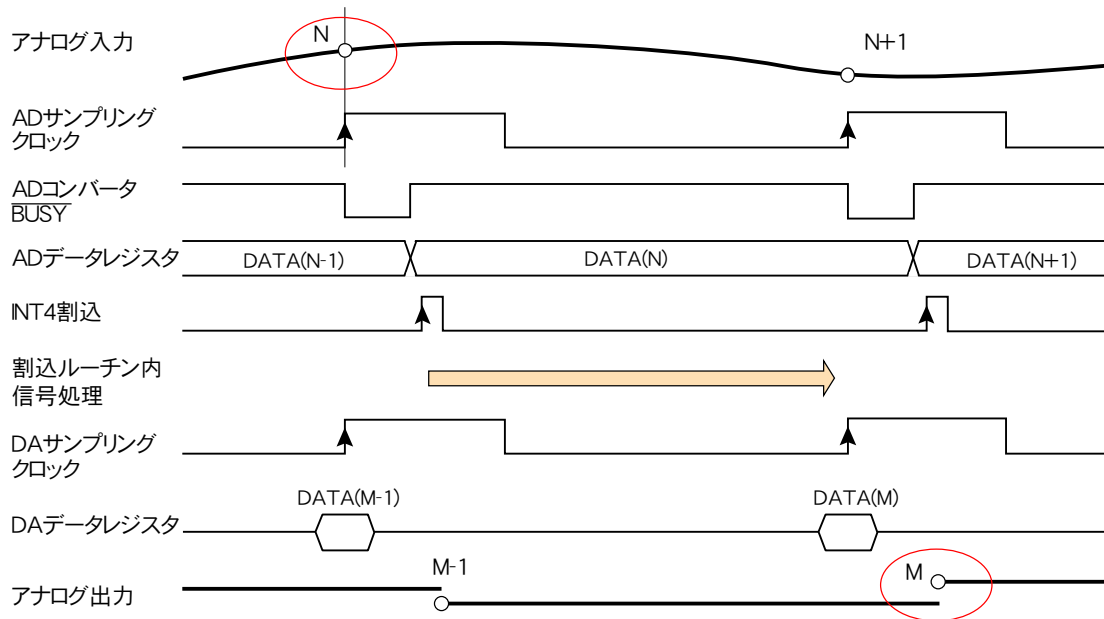 アナログ入力
N
N+1
ADサンプリング
クロック
ADコンバータ
BUSY
ADデータレジスタ
DATA(N-1)
DATA(N)
DATA(N+1)
INT4割込
割込ルーチン内
信号処理
DAサンプリング
クロック
DATA(M-1)
DATA(M)
DAデータレジスタ
M-1
M
アナログ出力